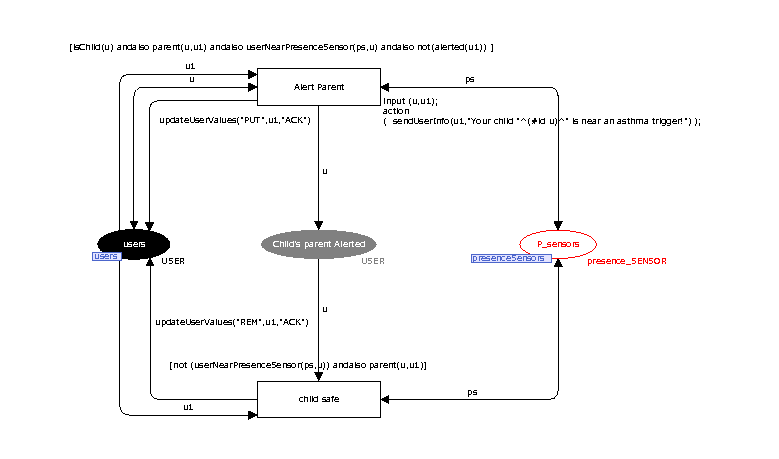 [isChild(u) andalso parent(u,u1) andalso userNearPresenceSensor(ps,u) andalso not(alerted(u1)) ]
u1
u
Alert Parent
ps
input (u,u1);
action
( sendUserInfo(u1,"Your child "^(#id u)^" is near an asthma trigger!") );
updateUserValues("PUT",u1,"ACK")
u
users
Child's parent Alerted
P_sensors
users
USER
USER
presenceSensors
presence_SENSOR
u
updateUserValues("REM",u1,"ACK")
[not (userNearPresenceSensor(ps,u)) andalso parent(u,u1)]
child safe
ps
u1